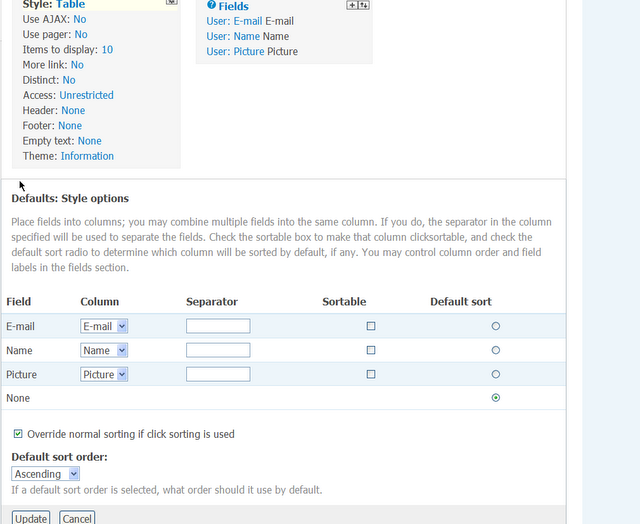 Style: Table
Use AJAX: No
Use pager: No
Items to display: 10
More link: No
Distinct: No
Access: Unrestricted
Header: None
Footer: None
Empty text: None
Theme: Information
Fields
User: E-mail E-mail
User: Name Name
User: Picture Picture
Defaults: Style options
Place fields into columns; you may combine multiple fields into the same column. If you do, the separator in the column
specified will be used to separate the fields. Check the sortable box to make that column clicksortable, and check the
default sort radio to determine which column will be sorted by default, if any. You may control column order and field
labels in the fields section.
Field Column Separator Sortable Default sort
E-mail E-mail
Name Name
Picture Picture
None
Override normal sorting if click sorting is used
Default sort order:
Ascending
If a default sort order is selected, what order should it use by default.
Update Cancel